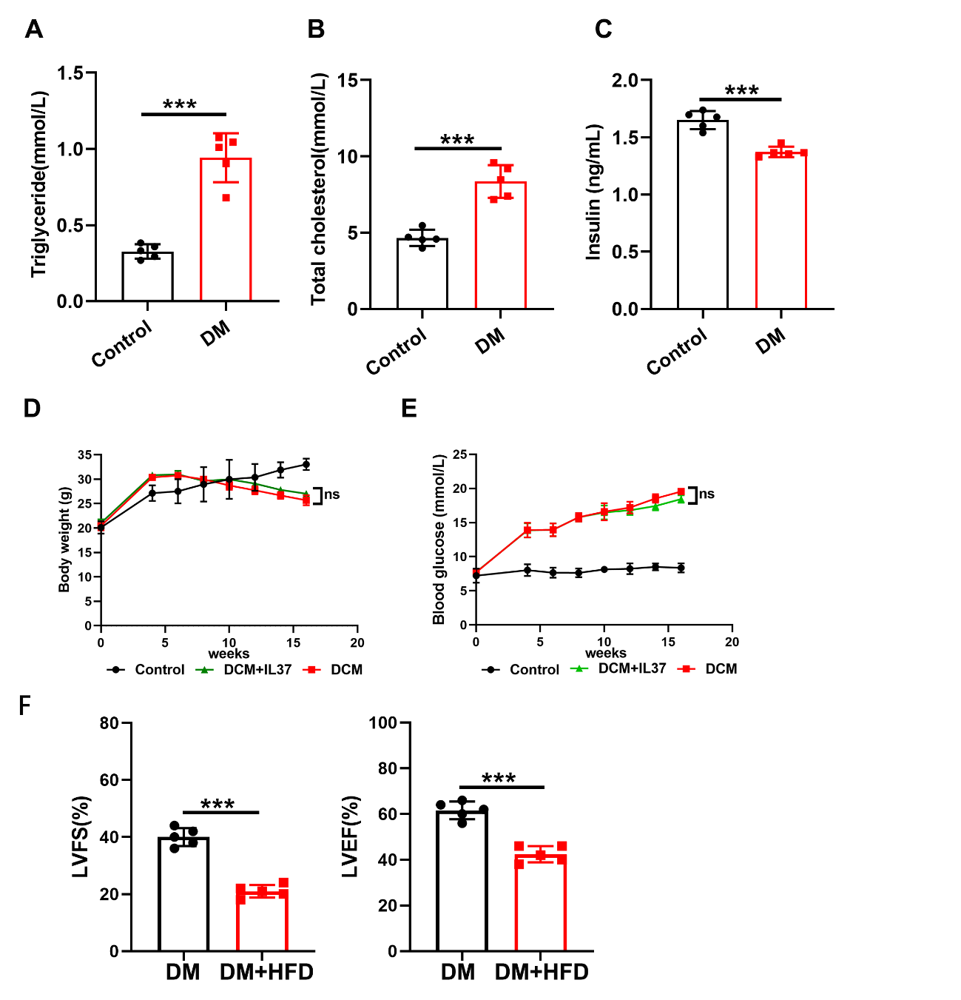 A
B
C
Triglyceride(mmol/L)
1.5
1.0
0.5
0.0
***
Control
DM
Total cholesterol(mmol/L)
15
10
5
0
***
Control
DM
Insulin (ng/mL)
2.0
1.5
1.0
0.5
0.0
***
Control
DM
D
E
Body weight (g)
35
30
25
20
15
10
5
0
ns
0 5 10 15 20
weeks
Control DCM+IL37 DCM
Blood glucose (mmol/L)
25
20
15
10
5
0
ns
0 5 10 15 20
weeks
Control DCM+IL37 DCM
F
LVFS(%)
80
60
40
20
0
***
DM DM+HFD
LVEF(%)
100
80
60
40
20
0
***
DM DM+HFD